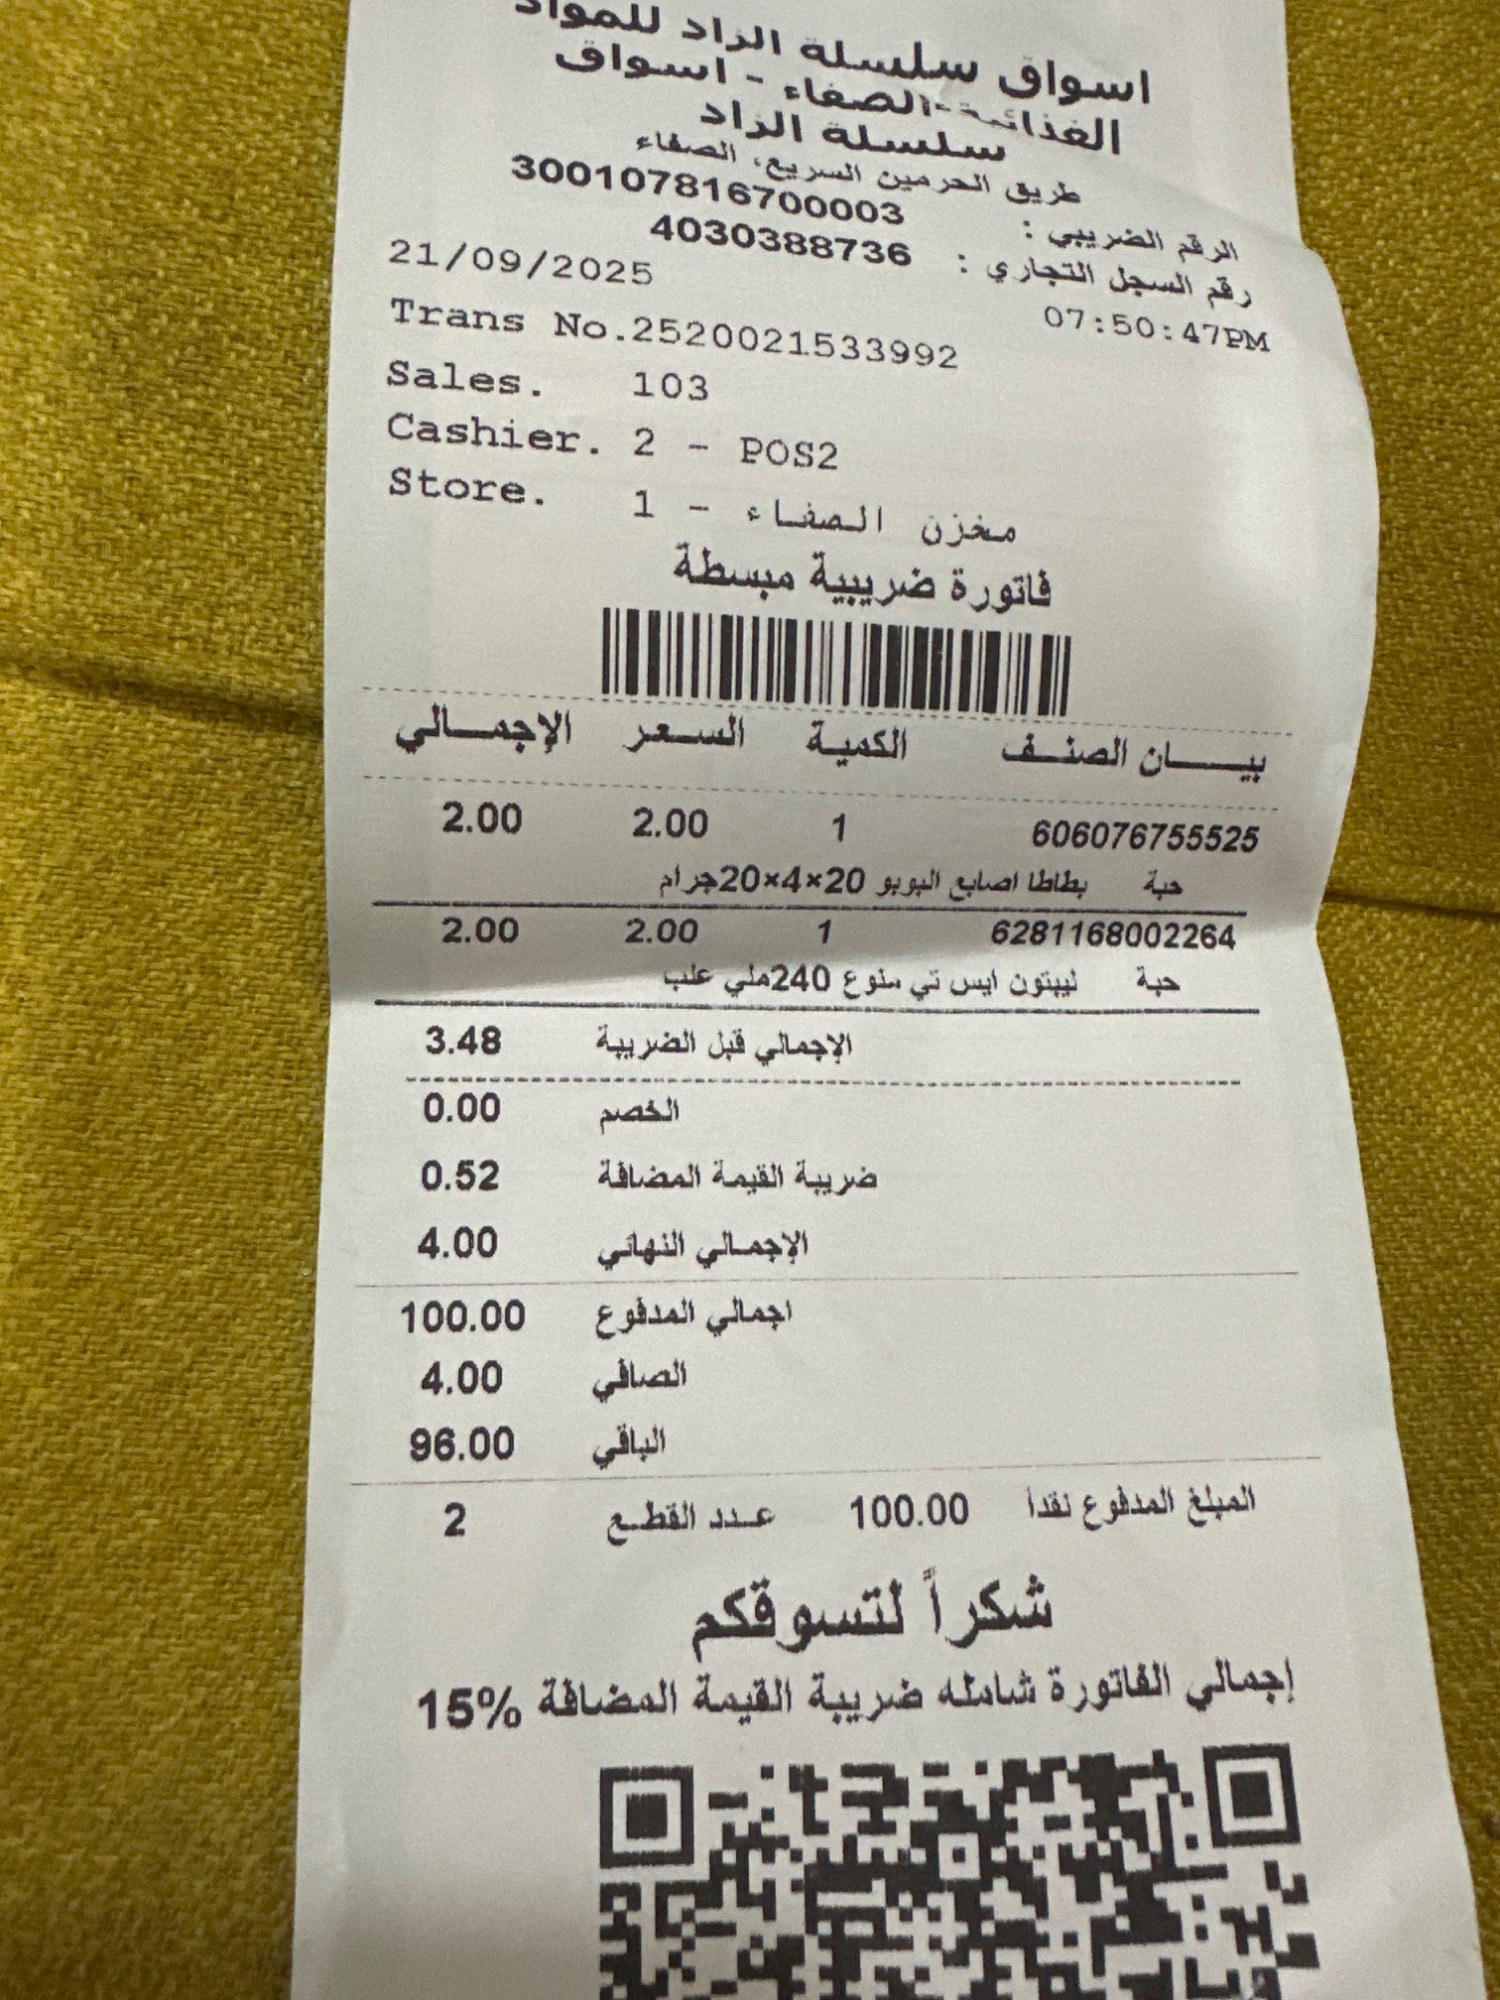 اسواق سلسلة الزاد للمواد
الغذائية-الصفاء - اسواق
سلسلة الزاد
طريق الحرمين السريع، الصفاء
الرقم الضريبي : 300107816700003
رقم السجل التجاري : 4030388736
21/09/2025 07:50:47PM
Trans No.2520021533992
Sales. 103
Cashier. 2 - POS2
Store. 1 - مخزن الصفاء
فاتورة ضريبية مبسطة
بيـــان الصنف الكمية السعر الإجمالي
606076755525 1 2.00 2.00
حبة بطاطا اصابع البوبو 20×4×20جرام
6281168002264 1 2.00 2.00
حبة ليبتون ايس تي منوع 240ملي علب
الإجمالي قبل الضريبة 3.48
الخصم 0.00
ضريبة القيمة المضافة 0.52
الإجمالي النهائي 4.00
اجمالي المدفوع 100.00
الصافي 4.00
الباقي 96.00
المبلغ المدفوع نقدا 100.00 عدد القطع 2
شكراً لتسوقكم
إجمالي الفاتورة شامله ضريبة القيمة المضافة %15